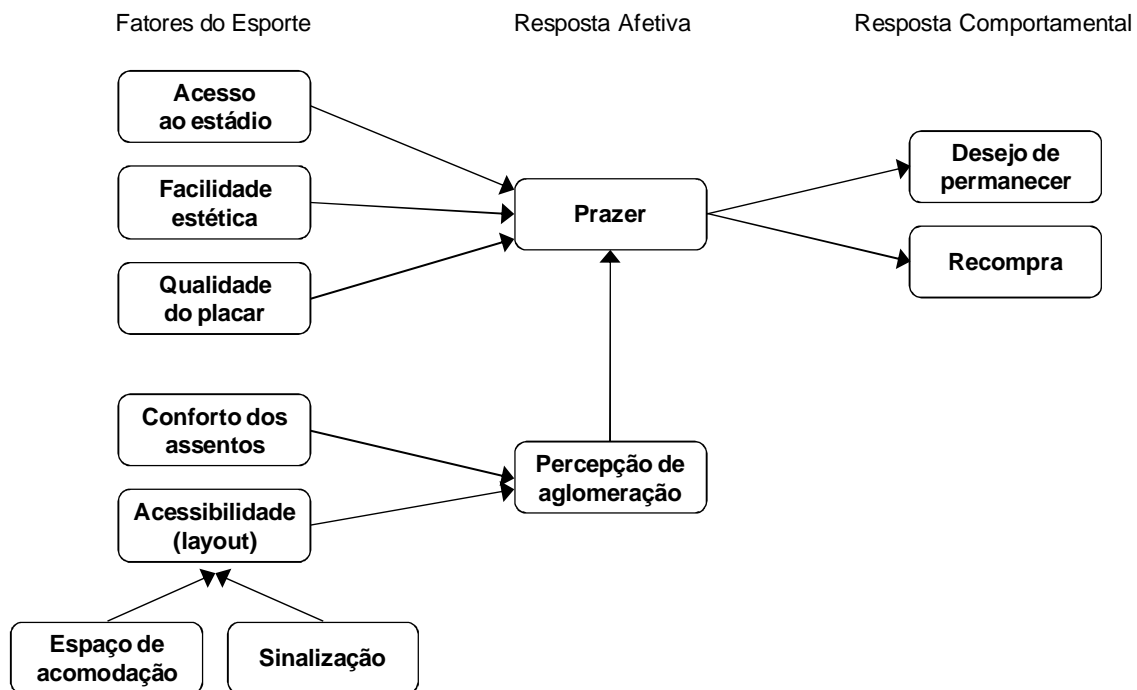 Fatores do Esporte
Resposta Afetiva
Resposta Comportamental
Acesso
ao estádio
Facilidade
estética
Qualidade
do placar
Prazer
Desejo de
permanecer
Recompra
Conforto dos
assentos
Acessibilidade
(layout)
Percepção de
aglomeração
Espaço de
acomodação
Sinalização